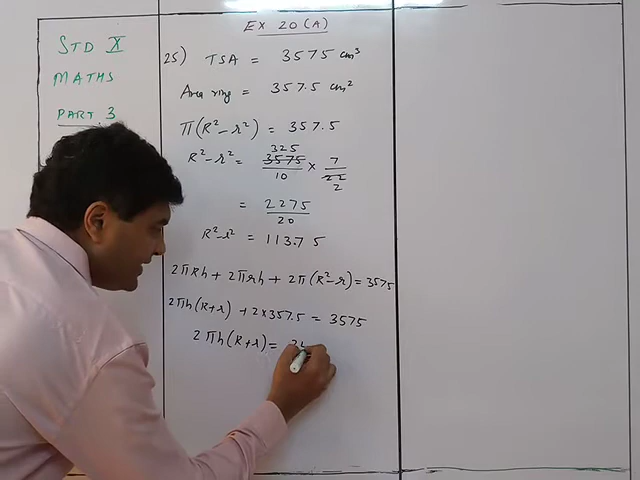 EX 20 (A)
STD X
MATHS
PART 3
25) TSA = 3575 cm³
Area ring = 357.5 cm²
π(R²-r²) = 357.5
R²-r² = 325 3575/10 × 7/22 2
= 2275/20
R²-r² = 113.75
2πRh + 2πrh + 2π(R²-r) = 3575
2πh(R+r) + 2×357.5 = 3575
2πh(R+r) =